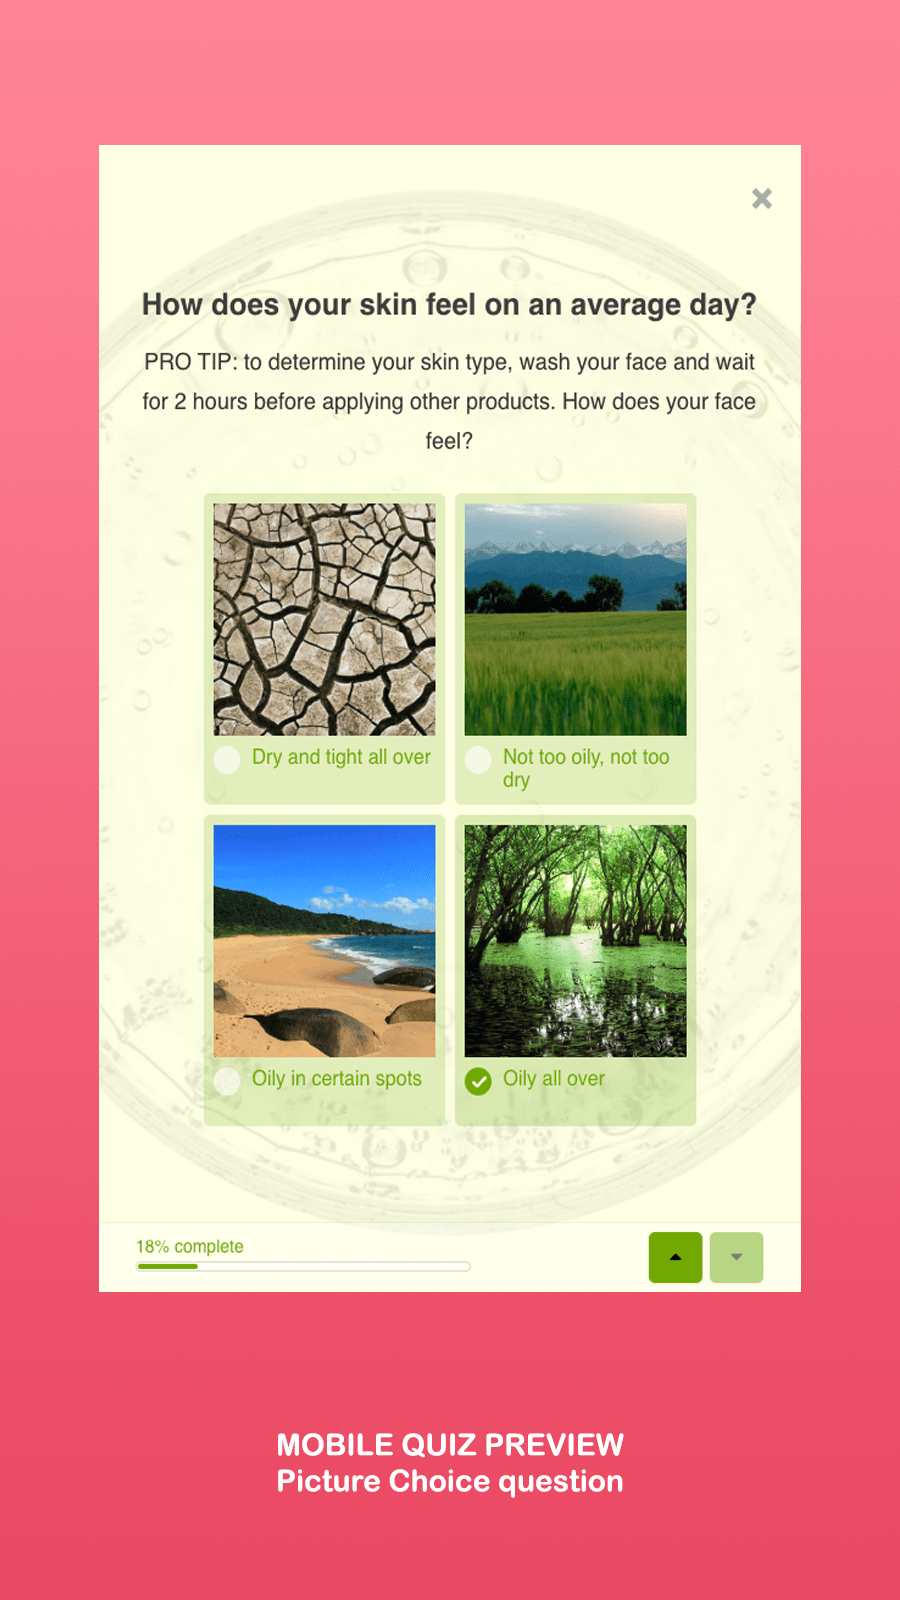 How does your skin feel on an average day?
PRO TIP: to determine your skin type, wash your face and wait
for 2 hours before applying other products. How does your face
feel?
Dry and tight all over
Not too oily, not too
dry
Oily in certain spots
Oily all over
18% complete
MOBILE QUIZ PREVIEW
Picture Choice question